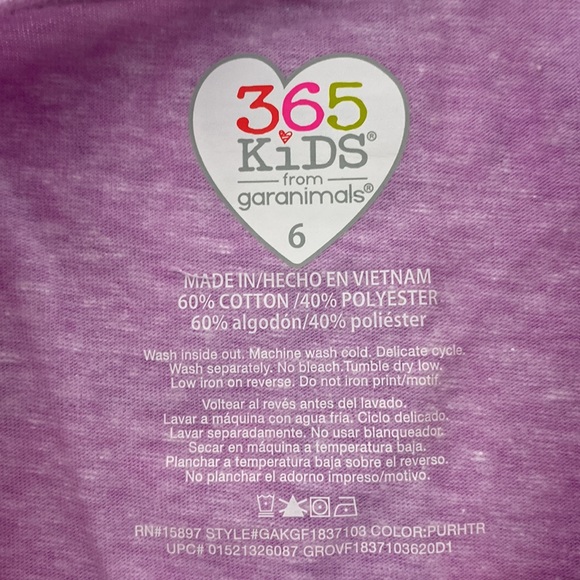 365
KiDS®
from
garanimals®
6
MADE IN/HECHO EN VIETNAM
60% COTTON /40% POLYESTER
60% algodón/40% poliéster
Wash inside out. Machine wash cold. Delicate cycle.
Wash separately. No bleach.Tumble dry low.
Low iron on reverse. Do not iron print/motif.
Voltear al revés antes del lavado.
Lavar a máquina con agua fría. Ciclo delicado.
Lavar separadamente. No usar blanqueador.
Secar en máquina a temperatura baja.
Planchar a temperatura baja sobre el reverso.
No planchar el adorno impreso/motivo.
RN#15897 STYLE#GAKGF1837103 COLOR:PURHTR
UPC# 01521326087 GROVF1837103620D1